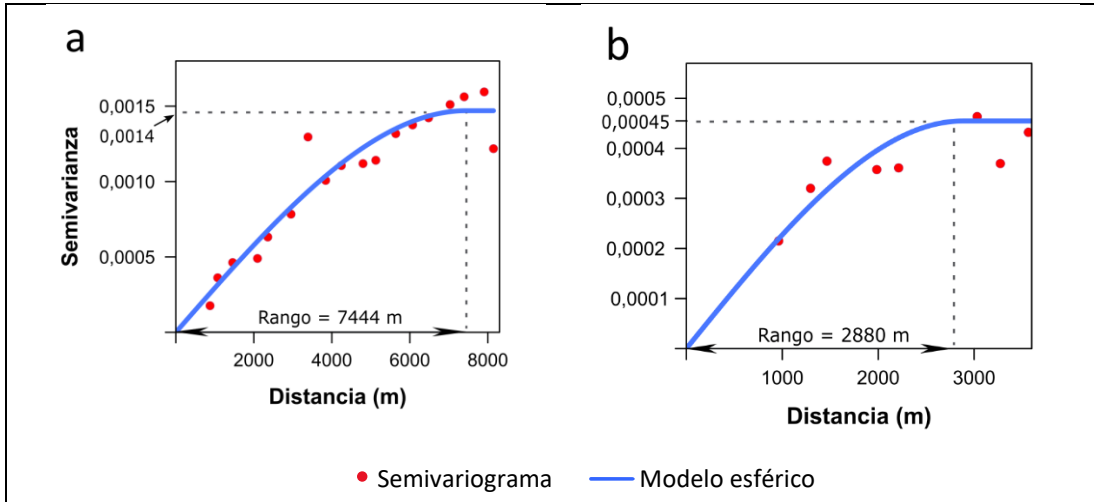 a
Semivarianza
0,0015
0,0014
0,0010
0,0005
Rango = 7444 m
2000
4000
6000
8000
Distancia (m)
b
0,0005
0,00045
0,0004
0,0003
0,0002
0,0001
Rango = 2880 m
1000
2000
3000
Distancia (m)
Semivariograma
Modelo esférico